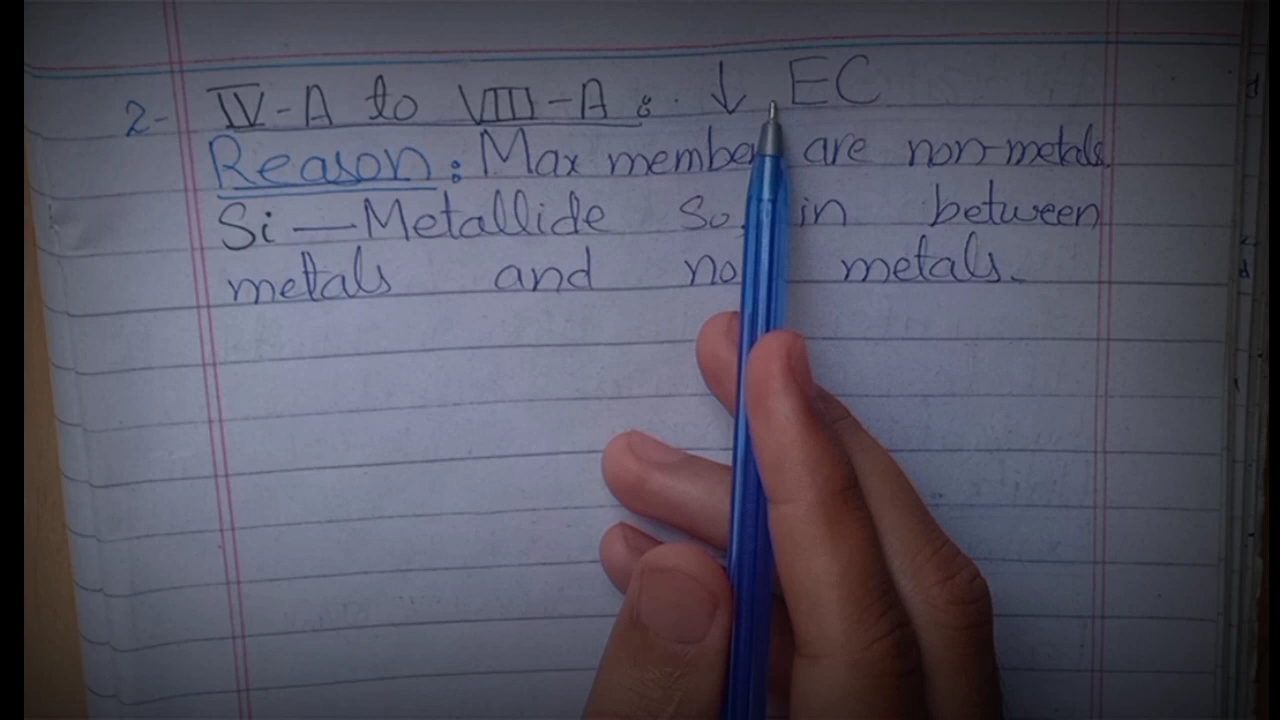 2- IV-A to VIII-A : ↓ EC
Reason : Max member are non-metals.
Si — Metallide So, in between
metals and no metals.